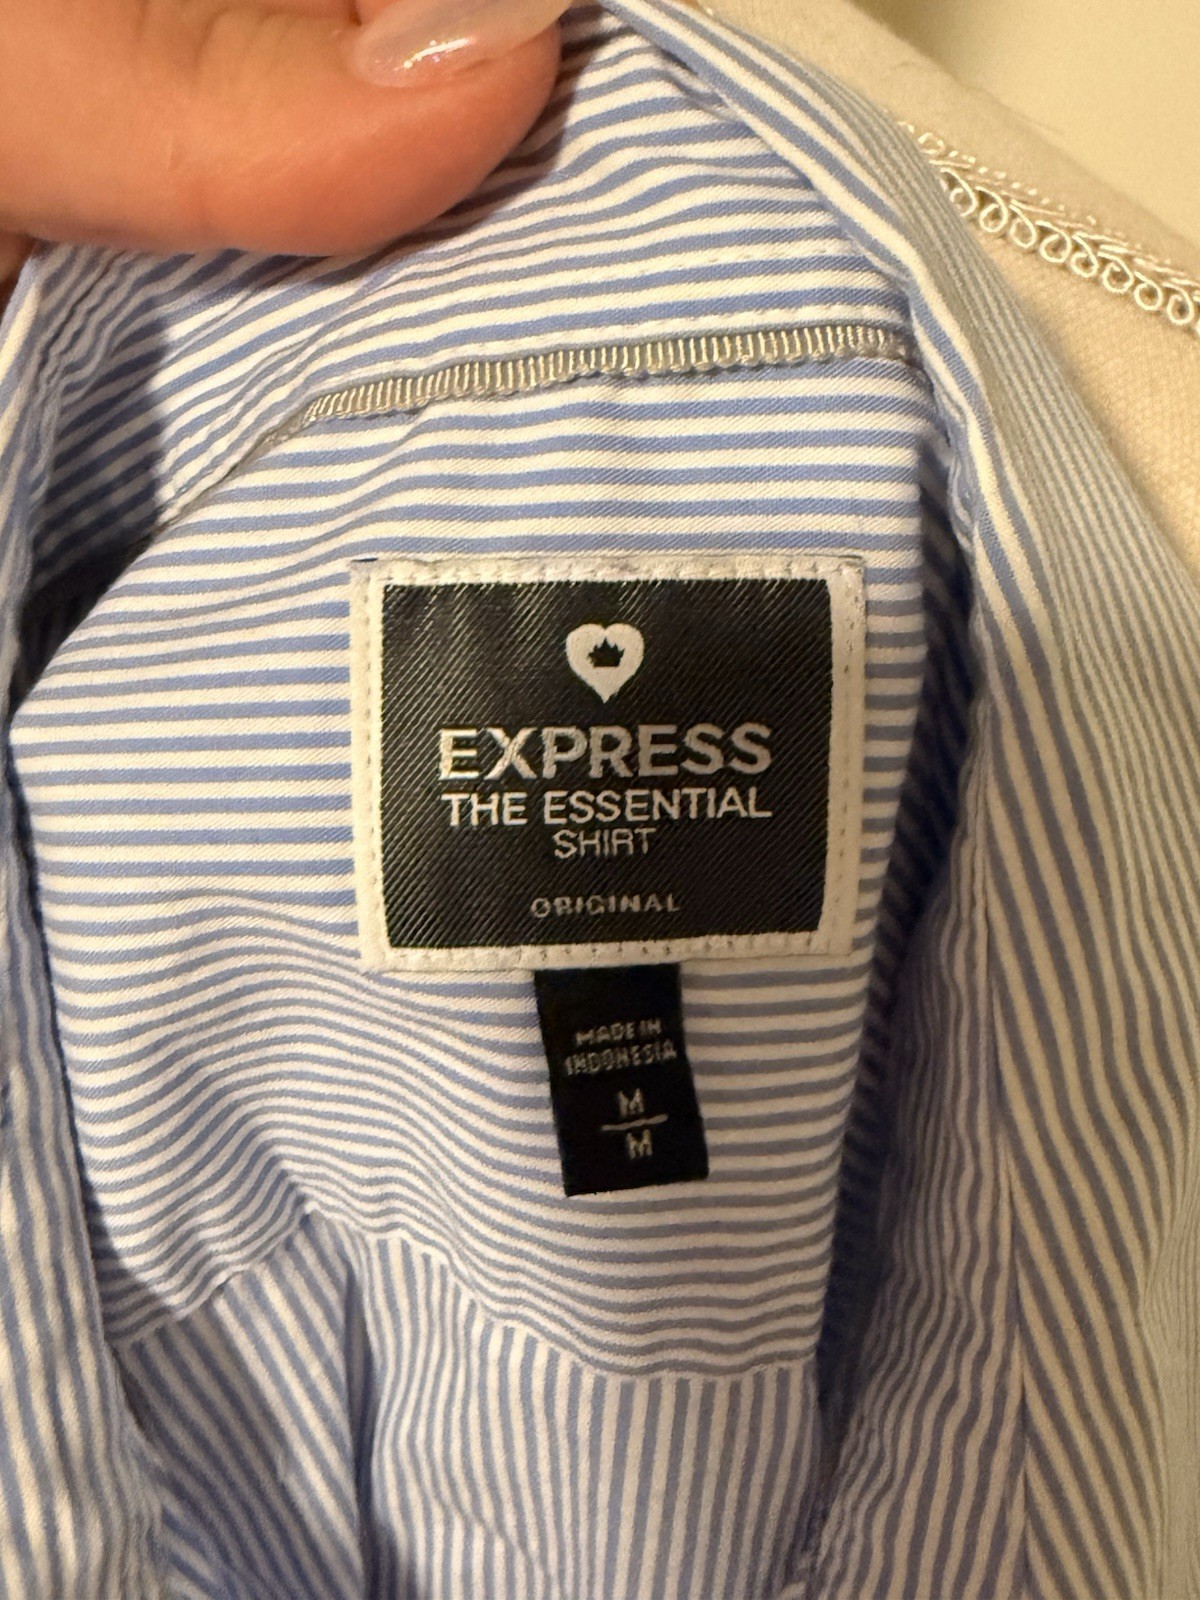 EXPRESS
THE ESSENTIAL
SHIRT
ORIGINAL
MADE IN
INDONESIA
M
M